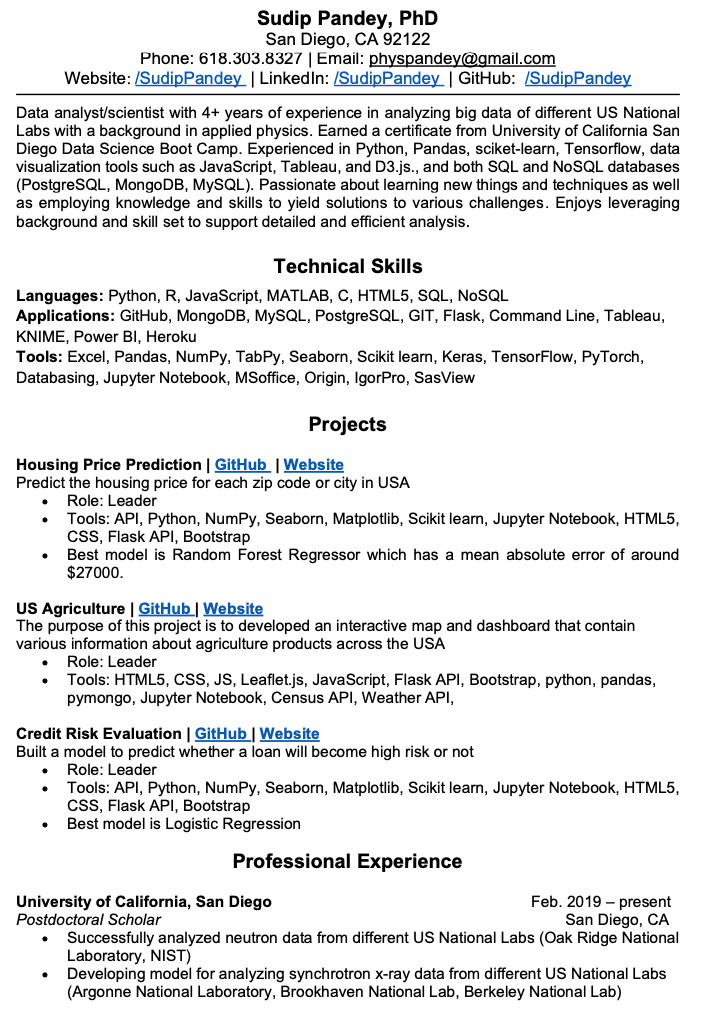 Sudip Pandey, PhD
San Diego, CA 92122
Phone: 618.303.8327 | Email: physpandey@gmail.com
Website: /SudipPandey | LinkedIn: /SudipPandey | GitHub: /SudipPandey
Data analyst/scientist with 4+ years of experience in analyzing big data of different US National
Labs with a background in applied physics. Earned a certificate from University of California San
Diego Data Science Boot Camp. Experienced in Python, Pandas, sciket-learn, Tensorflow, data
visualization tools such as JavaScript, Tableau, and D3.js., and both SQL and NoSQL databases
(PostgreSQL, MongoDB, MySQL). Passionate about learning new things and techniques as well
as employing knowledge and skills to yield solutions to various challenges. Enjoys leveraging
background and skill set to support detailed and efficient analysis.
Technical Skills
Languages: Python, R, JavaScript, MATLAB, C, HTML5, SQL, NoSQL
Applications: GitHub, MongoDB, MySQL, PostgreSQL, GIT, Flask, Command Line, Tableau,
KNIME, Power BI, Heroku
Tools: Excel, Pandas, NumPy, TabPy, Seaborn, Scikit learn, Keras, TensorFlow, PyTorch,
Databasing, Jupyter Notebook, MSoffice, Origin, IgorPro, SasView
Projects
Housing Price Prediction | GitHub | Website
Predict the housing price for each zip code or city in USA
• Role: Leader
• Tools: API, Python, NumPy, Seaborn, Matplotlib, Scikit learn, Jupyter Notebook, HTML5,
CSS, Flask API, Bootstrap
• Best model is Random Forest Regressor which has a mean absolute error of around
$27000.
US Agriculture | GitHub | Website
The purpose of this project is to developed an interactive map and dashboard that contain
various information about agriculture products across the USA
• Role: Leader
• Tools: HTML5, CSS, JS, Leaflet.js, JavaScript, Flask API, Bootstrap, python, pandas,
pymongo, Jupyter Notebook, Census API, Weather API,
Credit Risk Evaluation | GitHub | Website
Built a model to predict whether a loan will become high risk or not
• Role: Leader
• Tools: API, Python, NumPy, Seaborn, Matplotlib, Scikit learn, Jupyter Notebook, HTML5,
CSS, Flask API, Bootstrap
• Best model is Logistic Regression
Professional Experience
University of California, San Diego Feb. 2019 – present
Postdoctoral Scholar San Diego, CA
• Successfully analyzed neutron data from different US National Labs (Oak Ridge National
Laboratory, NIST)
• Developing model for analyzing synchrotron x-ray data from different US National Labs
(Argonne National Laboratory, Brookhaven National Lab, Berkeley National Lab)